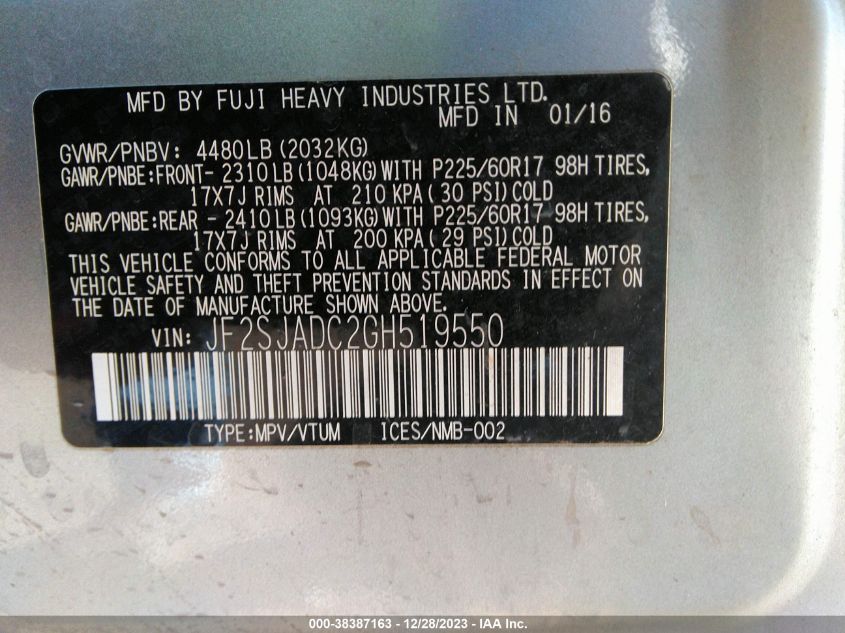 MFD BY FUJI HEAVY INDUSTRIES LTD.
MFD IN 01/16
GVWR/PNBV: 4480LB(2032KG)
GAWR/PNBE:FRONT- 2310LB(1048KG)WITH P225/60R17 98H TIRES,
17X7J RIMS AT 210 KPA(30 PSI)COLD
GAWR/PNBE:REAR - 2410LB(1093KG)WITH P225/60R17 98H TIRES,
17X7J RIMS AT 200 KPA(29 PSI)COLD
THIS VEHICLE CONFORMS TO ALL APPLICABLE FEDERAL MOTOR
VEHICLE SAFETY AND THEFT PREVENTION STANDARDS IN EFFECT ON
THE DATE OF MANUFACTURE SHOWN ABOVE.
VIN: JF2SJADC2GH519550
TYPE:MPV/VTUM ICES/NMB-002
000-38387163 - 12/28/2023 - IAA Inc.